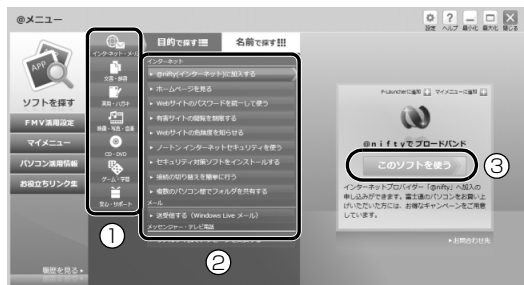 @メニュー
設定 ヘルプ 最小化 最大化 閉じる
APP
ソフトを探す
FMV活用設定
マイメニュー
パソコン活用情報
お役立ちリンク集
履歴を見る
インターネット・メール
文書・辞書
実用・ハガキ
映像・写真・音楽
CD・DVD
ゲーム・学習
安心・サポート
①
目的で探す
名前で探す
インターネット
@nifty(インターネット)に加入する
ホームページを見る
Webサイトのパスワードを統一して使う
有害サイトの閲覧を制限する
Webサイトの危険度を知らせる
ノートン インターネットセキュリティを使う
セキュリティ対策ソフトをインストールする
接続の切り替えを簡単に行う
複数のパソコン間でフォルダを共有する
メール
送受信する（Windows Live メール）
メッセンジャー・テレビ電話
②
F-Launcherに追加 マイメニューに追加
@niftyでブロードバンド
このソフトを使う
③
インターネットプロバイダー「@nifty」へ加入の
申し込みができます。富士通のパソコンをお買い上
げいただいた方には、お得なキャンペーンをご用意
しています。
お問合わせ先